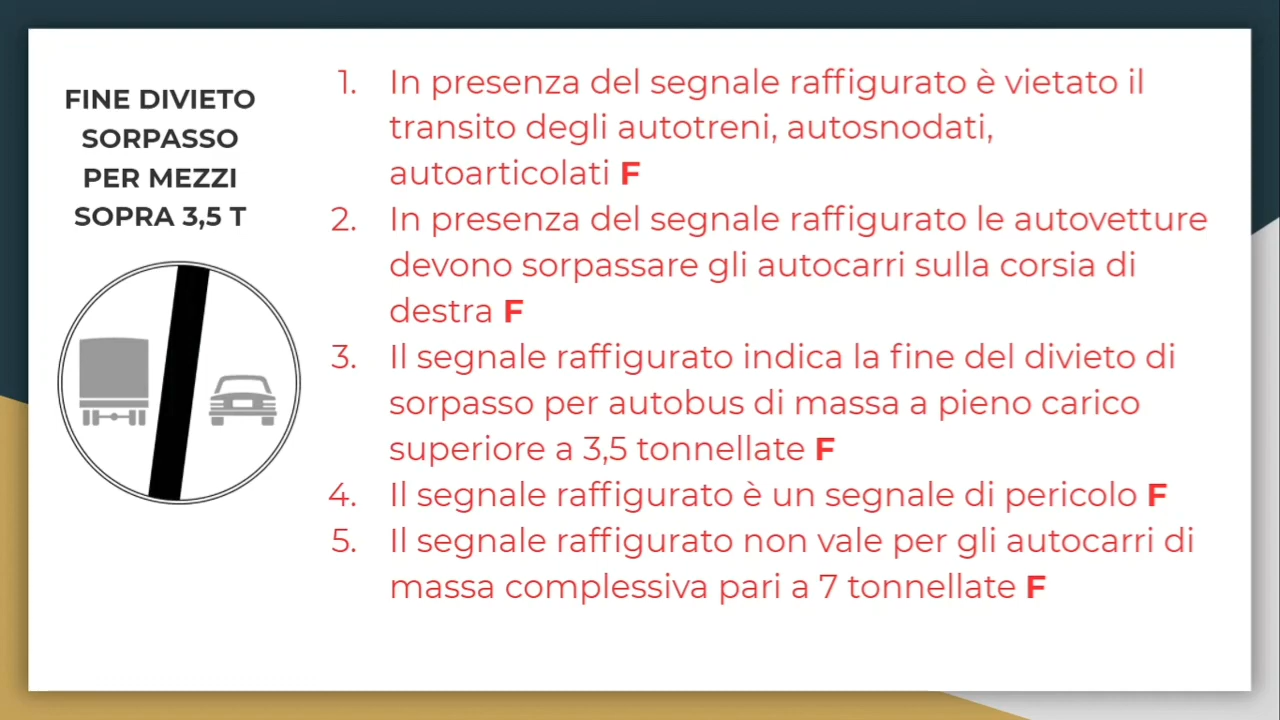 FINE DIVIETO
SORPASSO
PER MEZZI
SOPRA 3,5 T
1. In presenza del segnale raffigurato è vietato il
transito degli autotreni, autosnodati,
autoarticolati F
2. In presenza del segnale raffigurato le autovetture
devono sorpassare gli autocarri sulla corsia di
destra F
3. Il segnale raffigurato indica la fine del divieto di
sorpasso per autobus di massa a pieno carico
superiore a 3,5 tonnellate F
4. Il segnale raffigurato è un segnale di pericolo F
5. Il segnale raffigurato non vale per gli autocarri di
massa complessiva pari a 7 tonnellate F